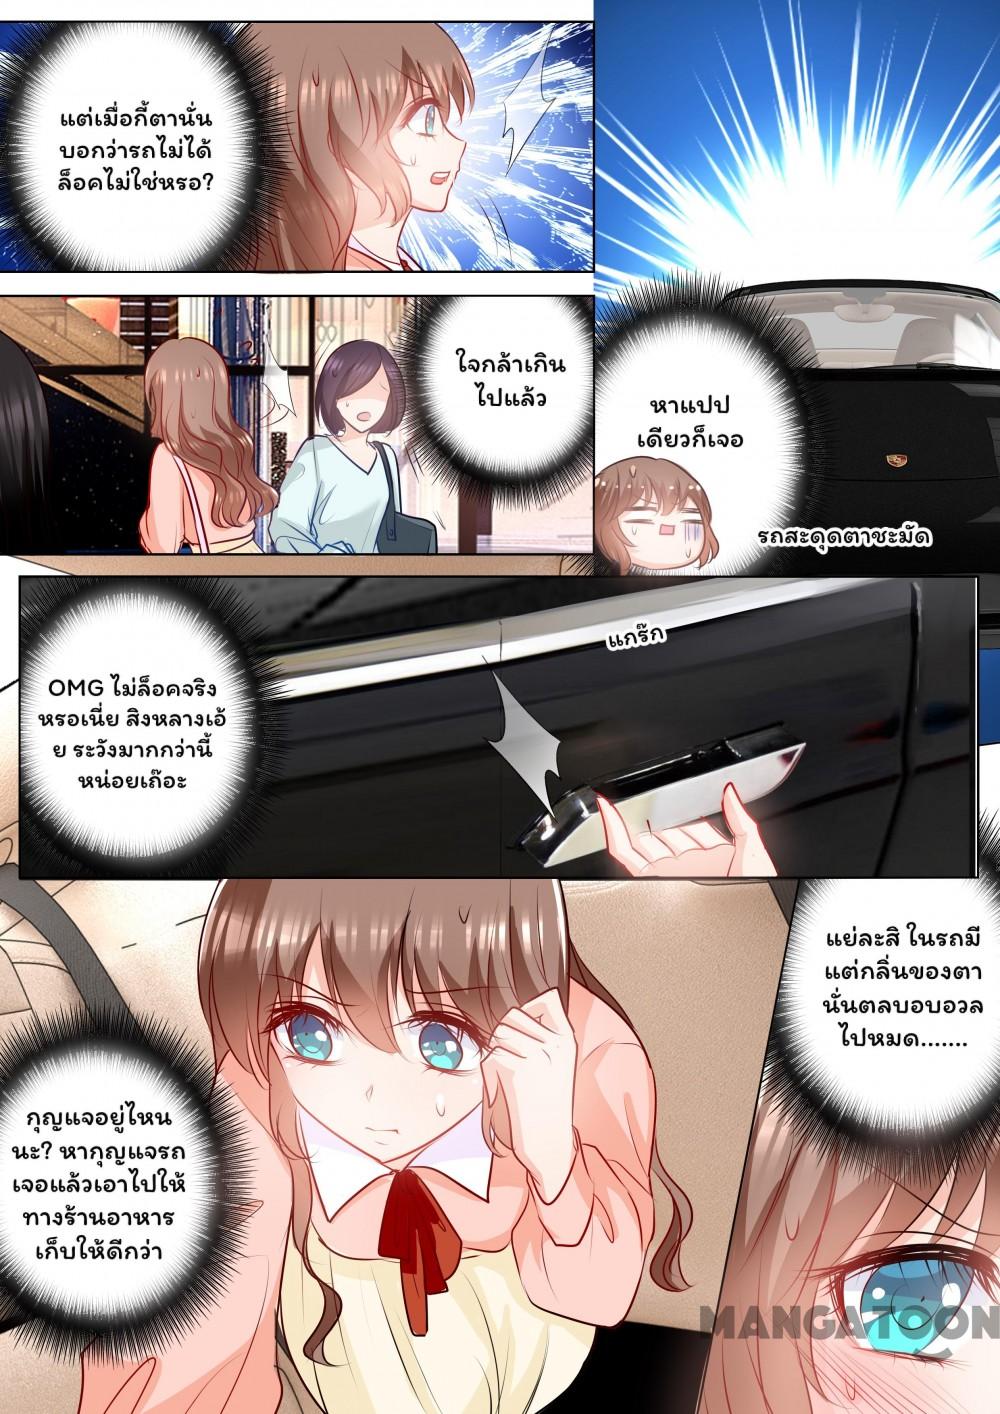 แต่เมื่อกี้ตานั่น
บอกว่ารถไม่ได้
ล็อคไม่ใช่หรอ?
ใจกล้าเกิน
ไปแล้ว
หาแปป
เดียวก็เจอ
รถสะดุดตาชะมัด
แกร๊ก
OMG ไม่ล็อคจริง
หรอเนี่ย สิงหลางเอ้
ย ระวังมากกว่านี้
หน่อยเถ๊อะ
แย่ละสิ ในรถมี
แต่กลิ่นของตา
นั่นตลบอบอวล
ไปหมด.......
กุญแจอยู่ไหน
นะ? หากุญแจรถ
เจอแล้วเอาไปให้
ทางร้านอาหาร
เก็บให้ดีกว่า
MANGATOON